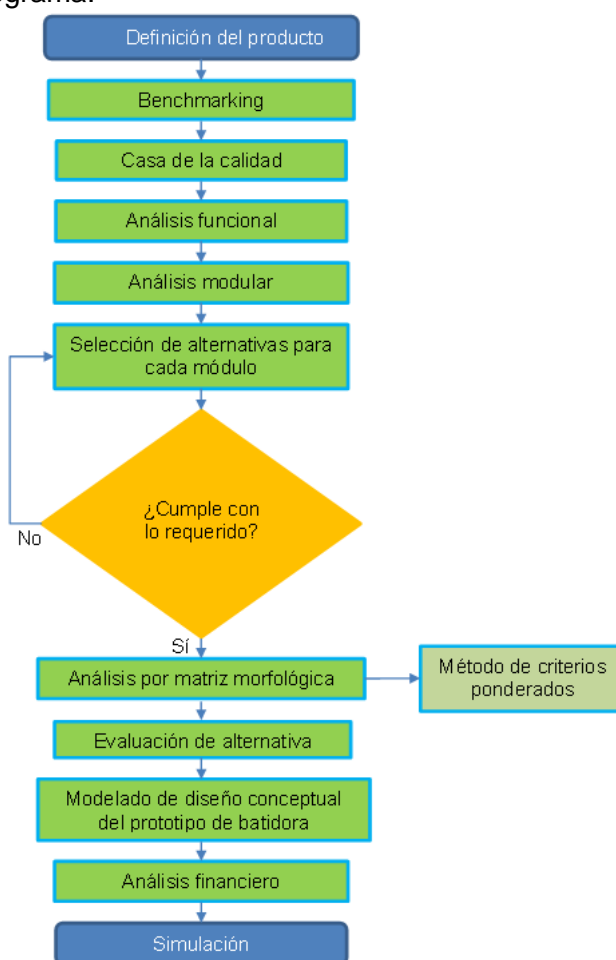 Definición del producto
Benchmarking
Casa de la calidad
Análisis funcional
Análisis modular
Selección de alternativas para
cada módulo
¿Cumple con
lo requerido?
No
Sí
Análisis por matriz morfológica
Método de criterios
ponderados
Evaluación de alternativa
Modelado de diseño conceptual
del prototipo de batidora
Análisis financiero
Simulación